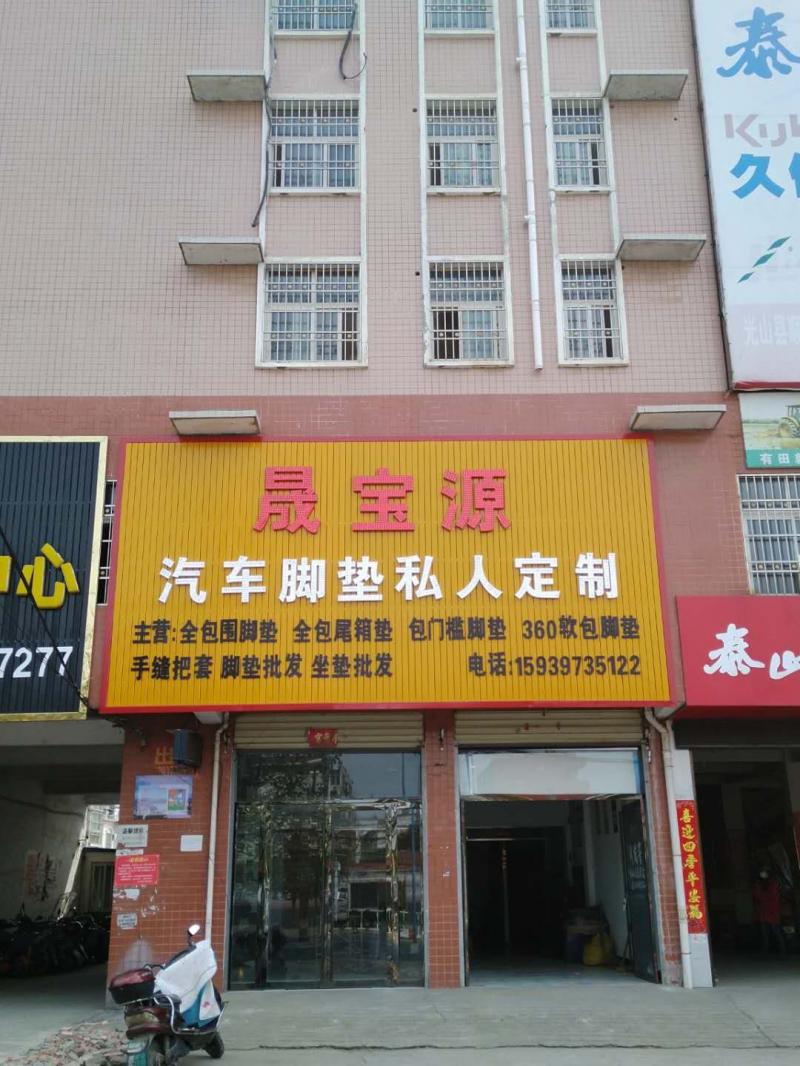 泰
Ku
久
光山县
有田
晟宝源
汽车脚垫私人定制
主营:全包围脚垫 全包尾箱垫 包门槛脚垫 360软包脚垫
手缝把套 脚垫批发 坐垫批发 电话:15939735122
中心
7277
泰山
喜迎四季平安福